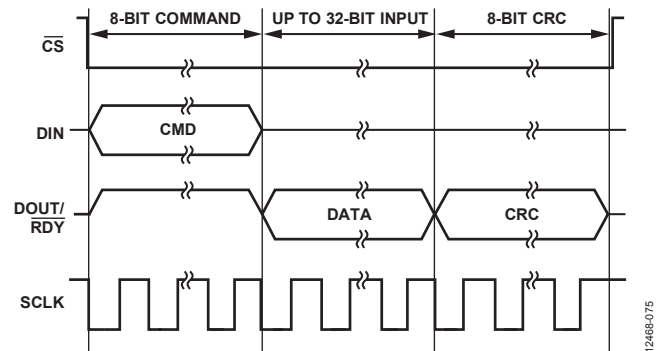 8-BIT COMMAND UP TO 32-BIT INPUT 8-BIT CRC
CS
DIN
CMD
DOUT/
RDY
DATA
CRC
SCLK
12468-075